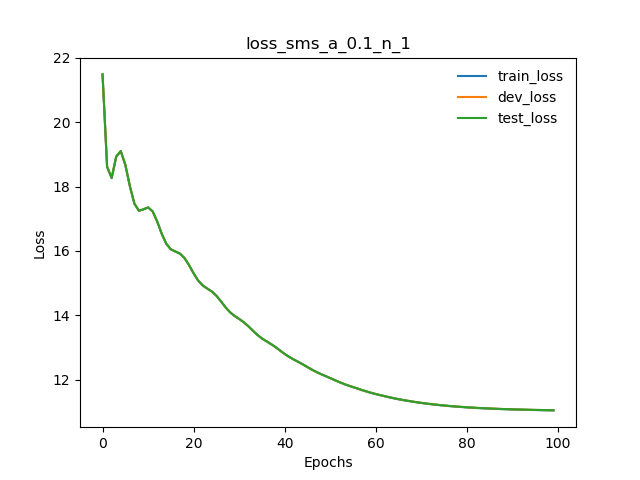 loss_sms_a_0.1_n_1
train_loss
dev_loss
test_loss
22
20
18
16
14
12
Loss
0 20 40 60 80 100
Epochs